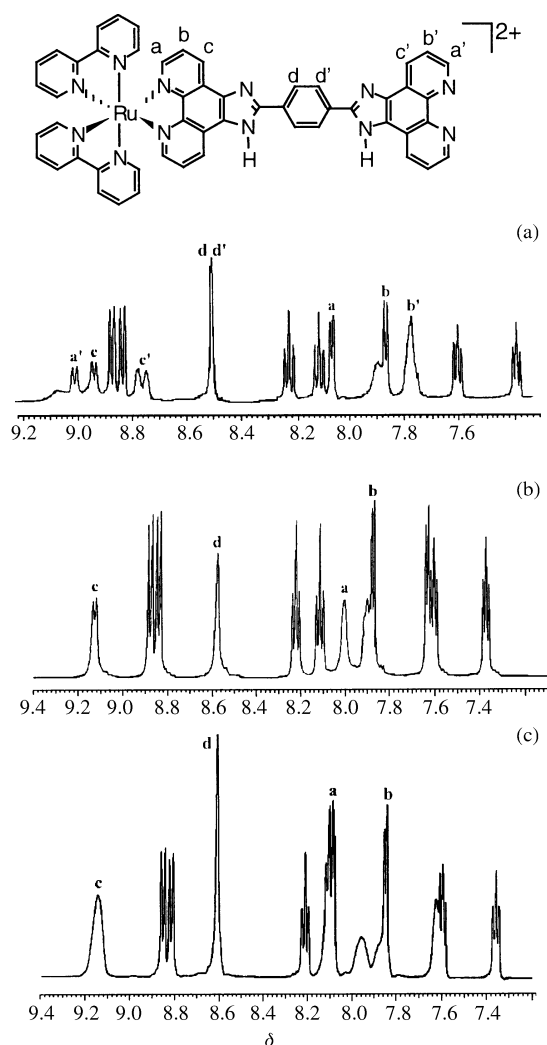 2+
a b c d d' c' b' a'
N N N N N N
Ru
N N N N N N
H H
(a)
d d' a b
a' c c' b'
9.2 9.0 8.8 8.6 8.4 8.2 8.0 7.8 7.6
(b)
b
c d a
9.4 9.2 9.0 8.8 8.6 8.4 8.2 8.0 7.8 7.6 7.4
(c)
d
a b
c
9.4 9.2 9.0 8.8 8.6 8.4 8.2 8.0 7.8 7.6 7.4
δ